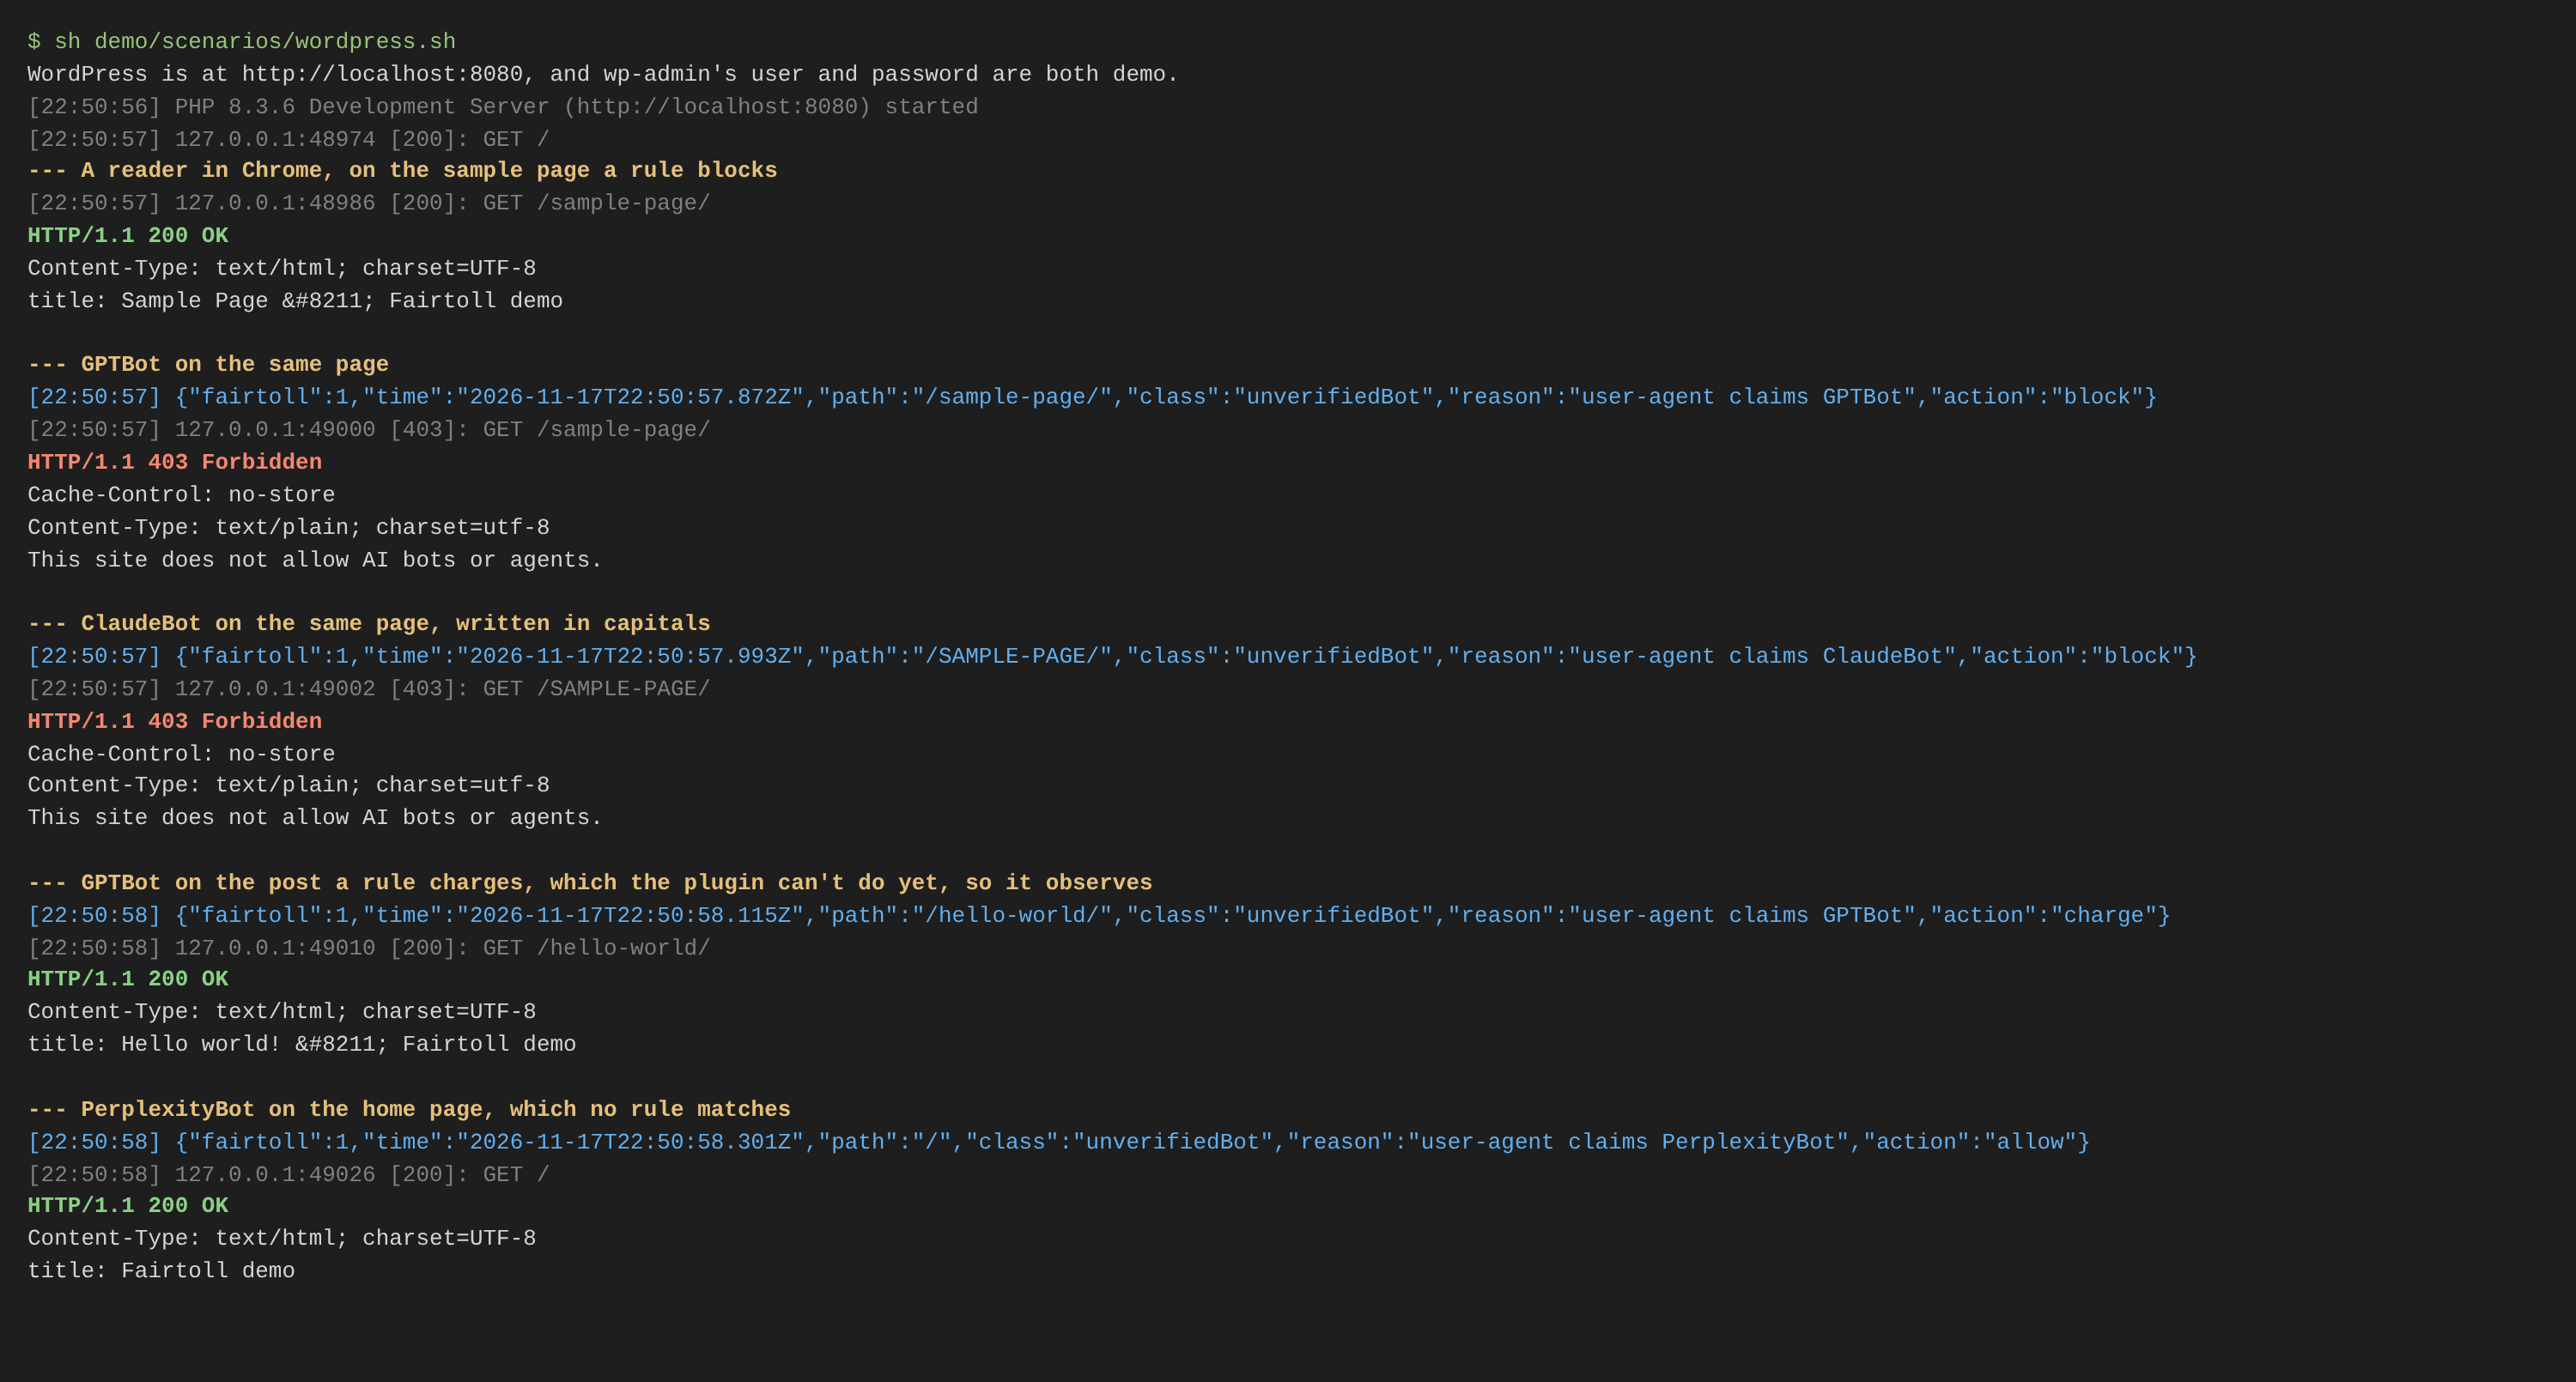 $ sh demo/scenarios/wordpress.sh
WordPress is at http://localhost:8080, and wp-admin's user and password are both demo.
[22:50:56] PHP 8.3.6 Development Server (http://localhost:8080) started
[22:50:57] 127.0.0.1:48974 [200]: GET /
--- A reader in Chrome, on the sample page a rule blocks
[22:50:57] 127.0.0.1:48986 [200]: GET /sample-page/
HTTP/1.1 200 OK
Content-Type: text/html; charset=UTF-8
title: Sample Page &#8211; Fairtoll demo
--- GPTBot on the same page
[22:50:57] {"fairtoll":1,"time":"2026-11-17T22:50:57.872Z","path":"/sample-page/","class":"unverifiedBot","reason":"user-agent claims GPTBot","action":"block"}
[22:50:57] 127.0.0.1:49000 [403]: GET /sample-page/
HTTP/1.1 403 Forbidden
Cache-Control: no-store
Content-Type: text/plain; charset=utf-8
This site does not allow AI bots or agents.
--- ClaudeBot on the same page, written in capitals
[22:50:57] {"fairtoll":1,"time":"2026-11-17T22:50:57.993Z","path":"/SAMPLE-PAGE/","class":"unverifiedBot","reason":"user-agent claims ClaudeBot","action":"block"}
[22:50:57] 127.0.0.1:49002 [403]: GET /SAMPLE-PAGE/
HTTP/1.1 403 Forbidden
Cache-Control: no-store
Content-Type: text/plain; charset=utf-8
This site does not allow AI bots or agents.
--- GPTBot on the post a rule charges, which the plugin can't do yet, so it observes
[22:50:58] {"fairtoll":1,"time":"2026-11-17T22:50:58.115Z","path":"/hello-world/","class":"unverifiedBot","reason":"user-agent claims GPTBot","action":"charge"}
[22:50:58] 127.0.0.1:49010 [200]: GET /hello-world/
HTTP/1.1 200 OK
Content-Type: text/html; charset=UTF-8
title: Hello world! &#8211; Fairtoll demo
--- PerplexityBot on the home page, which no rule matches
[22:50:58] {"fairtoll":1,"time":"2026-11-17T22:50:58.301Z","path":"/","class":"unverifiedBot","reason":"user-agent claims PerplexityBot","action":"allow"}
[22:50:58] 127.0.0.1:49026 [200]: GET /
HTTP/1.1 200 OK
Content-Type: text/html; charset=UTF-8
title: Fairtoll demo